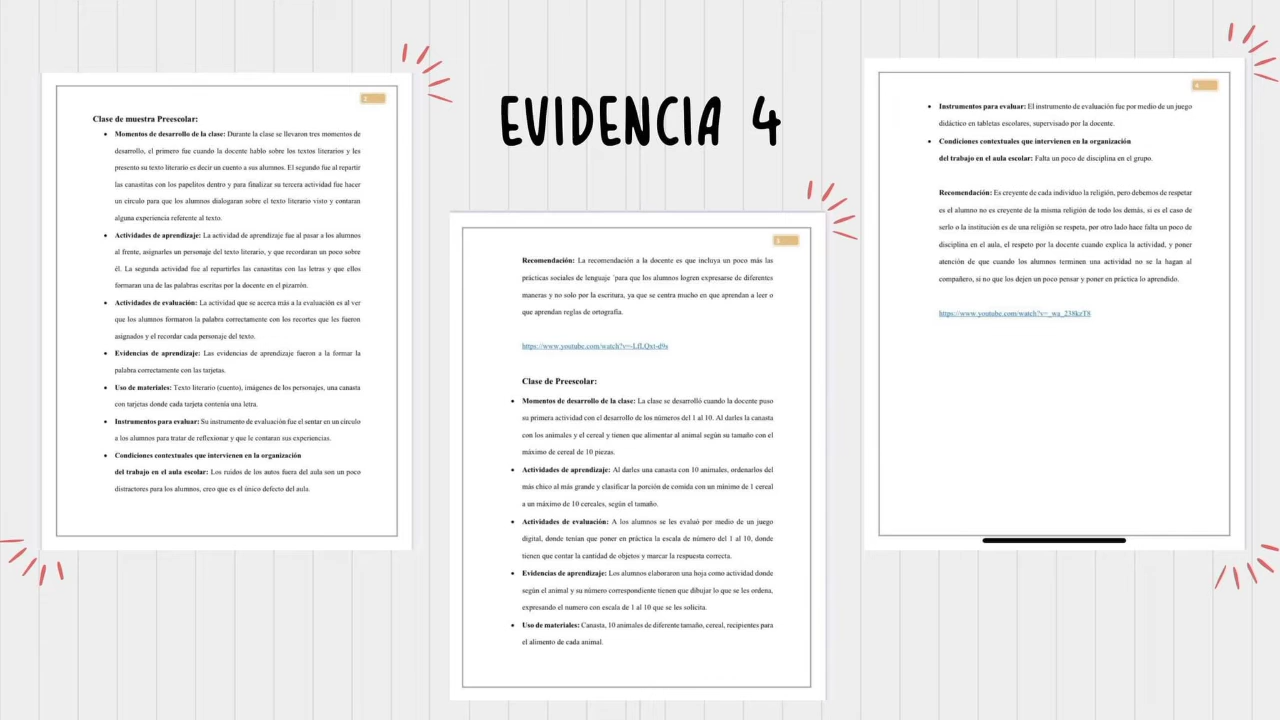 EVIDENCIA 4
2
Clase de muestra Preescolar:
• Momentos de desarrollo de la clase: Durante la clase se llevaron tres momentos de
desarrollo, el primero fue cuando la docente hablo sobre los textos literarios y les
presento su texto literario es decir un cuento a sus alumnos. El segundo fue al repartir
las canastitas con los papelitos dentro y para finalizar su tercera actividad fue hacer
un círculo para que los alumnos dialogaran sobre el texto literario visto y contaran
alguna experiencia referente al texto.
• Actividades de aprendizaje: La actividad de aprendizaje fue al pasar a los alumnos
al frente, asignarles un personaje del texto literario, y que recordaran un poco sobre
él. La segunda actividad fue al repartirles las canastitas con las letras y que ellos
formaran una de las palabras escritas por la docente en el pizarrón.
• Actividades de evaluación: La actividad que se acerca más a la evaluación es al ver
que los alumnos formaron la palabra correctamente con los recortes que les fueron
asignados y el recordar cada personaje del texto.
• Evidencias de aprendizaje: Las evidencias de aprendizaje fueron a la formar la
palabra correctamente con las tarjetas.
• Uso de materiales: Texto literario (cuento), imágenes de los personajes, una canasta
con tarjetas donde cada tarjeta contenía una letra.
• Instrumentos para evaluar: Su instrumento de evaluación fue el sentar en un círculo
a los alumnos para tratar de reflexionar y que le contaran sus experiencias.
• Condiciones contextuales que intervienen en la organización
del trabajo en el aula escolar: Los ruidos de los autos fuera del aula son un poco
distractores para los alumnos, creo que es el único defecto del aula.
3
Recomendación: La recomendación a la docente es que incluya un poco más las
prácticas sociales de lenguaje ´para que los alumnos logren expresarse de diferentes
maneras y no solo por la escritura, ya que se centra mucho en que aprendan a leer o
que aprendan reglas de ortografía.
https://www.youtube.com/watch?v=-LfLQxt-d9s
Clase de Preescolar:
• Momentos de desarrollo de la clase: La clase se desarrolló cuando la docente puso
su primera actividad con el desarrollo de los números del 1 al 10. Al darles la canasta
con los animales y el cereal y tienen que alimentar al animal según su tamaño con el
máximo de cereal de 10 piezas.
• Actividades de aprendizaje: Al darles una canasta con 10 animales, ordenarlos del
más chico al más grande y clasificar la porción de comida con un mínimo de 1 cereal
a un máximo de 10 cereales, según el tamaño.
• Actividades de evaluación: A los alumnos se les evaluó por medio de un juego
digital, donde tenían que poner en práctica la escala de número del 1 al 10, donde
tienen que contar la cantidad de objetos y marcar la respuesta correcta.
• Evidencias de aprendizaje: Los alumnos elaboraron una hoja como actividad donde
según el animal y su número correspondiente tienen que dibujar lo que se les ordena,
expresando el numero con escala de 1 al 10 que se les solicita.
• Uso de materiales: Canasta, 10 animales de diferente tamaño, cereal, recipientes para
el alimento de cada animal.
4
• Instrumentos para evaluar: El instrumento de evaluación fue por medio de un juego
didáctico en tabletas escolares, supervisado por la docente.
• Condiciones contextuales que intervienen en la organización
del trabajo en el aula escolar: Falta un poco de disciplina en el grupo.
Recomendación: Es creyente de cada individuo la religión, pero debemos de respetar
es el alumno no es creyente de la misma religión de todo los demás, si es el caso de
serlo o la institución es de una religión se respeta, por otro lado hace falta un poco de
disciplina en el aula, el respeto por la docente cuando explica la actividad, y poner
atención de que cuando los alumnos terminen una actividad no se la hagan al
compañero, si no que los dejen un poco pensar y poner en práctica lo aprendido.
https://www.youtube.com/watch?v=_wa_238kzT8